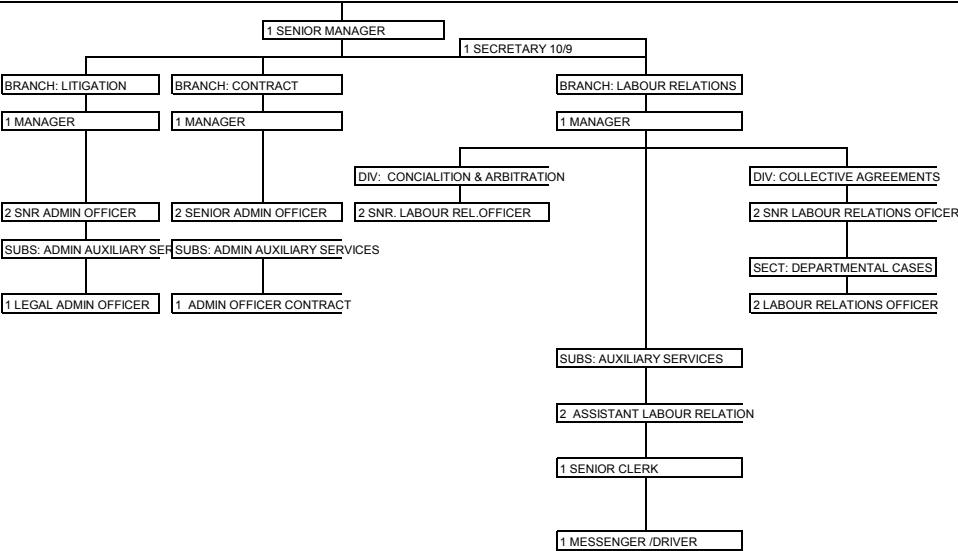 1 SENIOR MANAGER
1 SECRETARY 10/9
BRANCH: LITIGATION
BRANCH: CONTRACT
BRANCH: LABOUR RELATIONS
1 MANAGER
1 MANAGER
1 MANAGER
DIV: CONCIALITION & ARBITRATION
DIV: COLLECTIVE AGREEMENTS
2 SNR ADMIN OFFICER
2 SENIOR ADMIN OFFICER
2 SNR. LABOUR REL.OFFICER
2 SNR LABOUR RELATIONS OFICER
SUBS: ADMIN AUXILIARY SER
SUBS: ADMIN AUXILIARY SERVICES
SECT: DEPARTMENTAL CASES
1 LEGAL ADMIN OFFICER
1 ADMIN OFFICER CONTRACT
2 LABOUR RELATIONS OFFICER
SUBS: AUXILIARY SERVICES
2 ASSISTANT LABOUR RELATION
1 SENIOR CLERK
1 MESSENGER /DRIVER